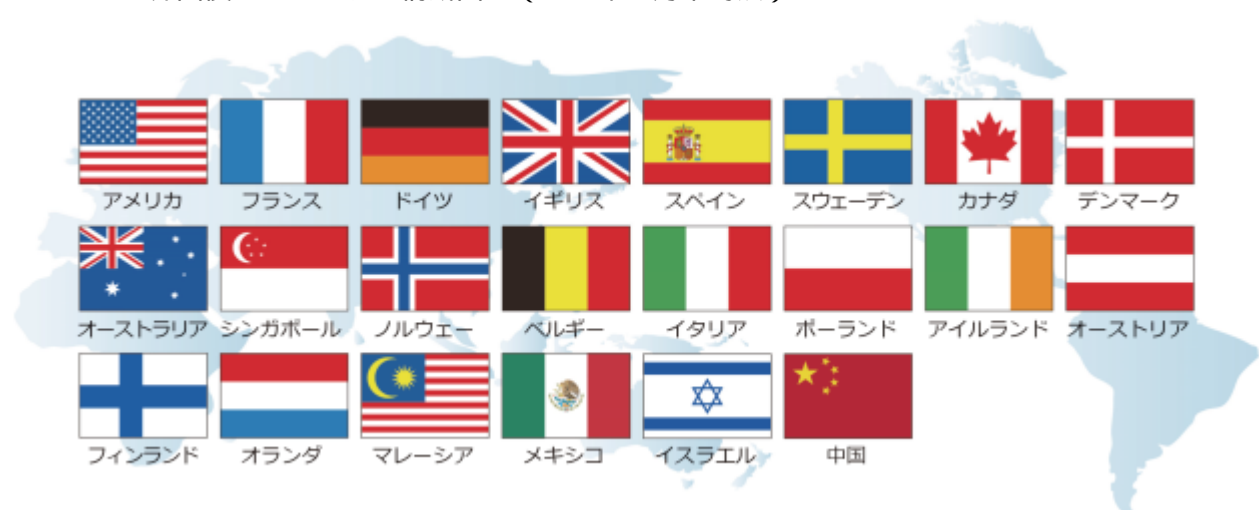 アメリカ フランス ドイツ イギリス スペイン スウェーデン カナダ デンマーク
オーストラリア シンガポール ノルウェー ベルギー イタリア ポーランド アイルランド オーストリア
フィンランド オランダ マレーシア メキシコ イスラエル 中国